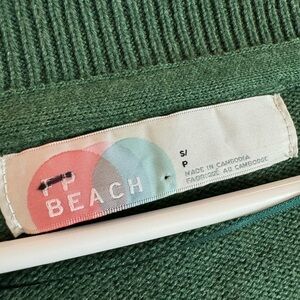 FP
BEACH
S/
P
MADE IN CAMBODIA
FABRIQUÉ AU CAMBODGE